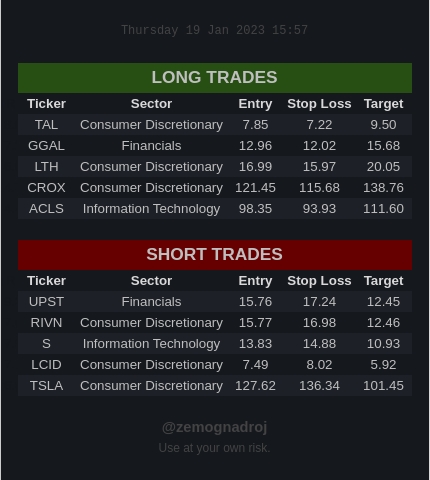 Thursday 19 Jan 2023 15:57
LONG TRADES
Ticker Sector Entry Stop Loss Target
TAL Consumer Discretionary 7.85 7.22 9.50
GGAL Financials 12.96 12.02 15.68
LTH Consumer Discretionary 16.99 15.97 20.05
CROX Consumer Discretionary 121.45 115.68 138.76
ACLS Information Technology 98.35 93.93 111.60
SHORT TRADES
Ticker Sector Entry Stop Loss Target
UPST Financials 15.76 17.24 12.45
RIVN Consumer Discretionary 15.77 16.98 12.46
S Information Technology 13.83 14.88 10.93
LCID Consumer Discretionary 7.49 8.02 5.92
TSLA Consumer Discretionary 127.62 136.34 101.45
@zemognadroj
Use at your own risk.